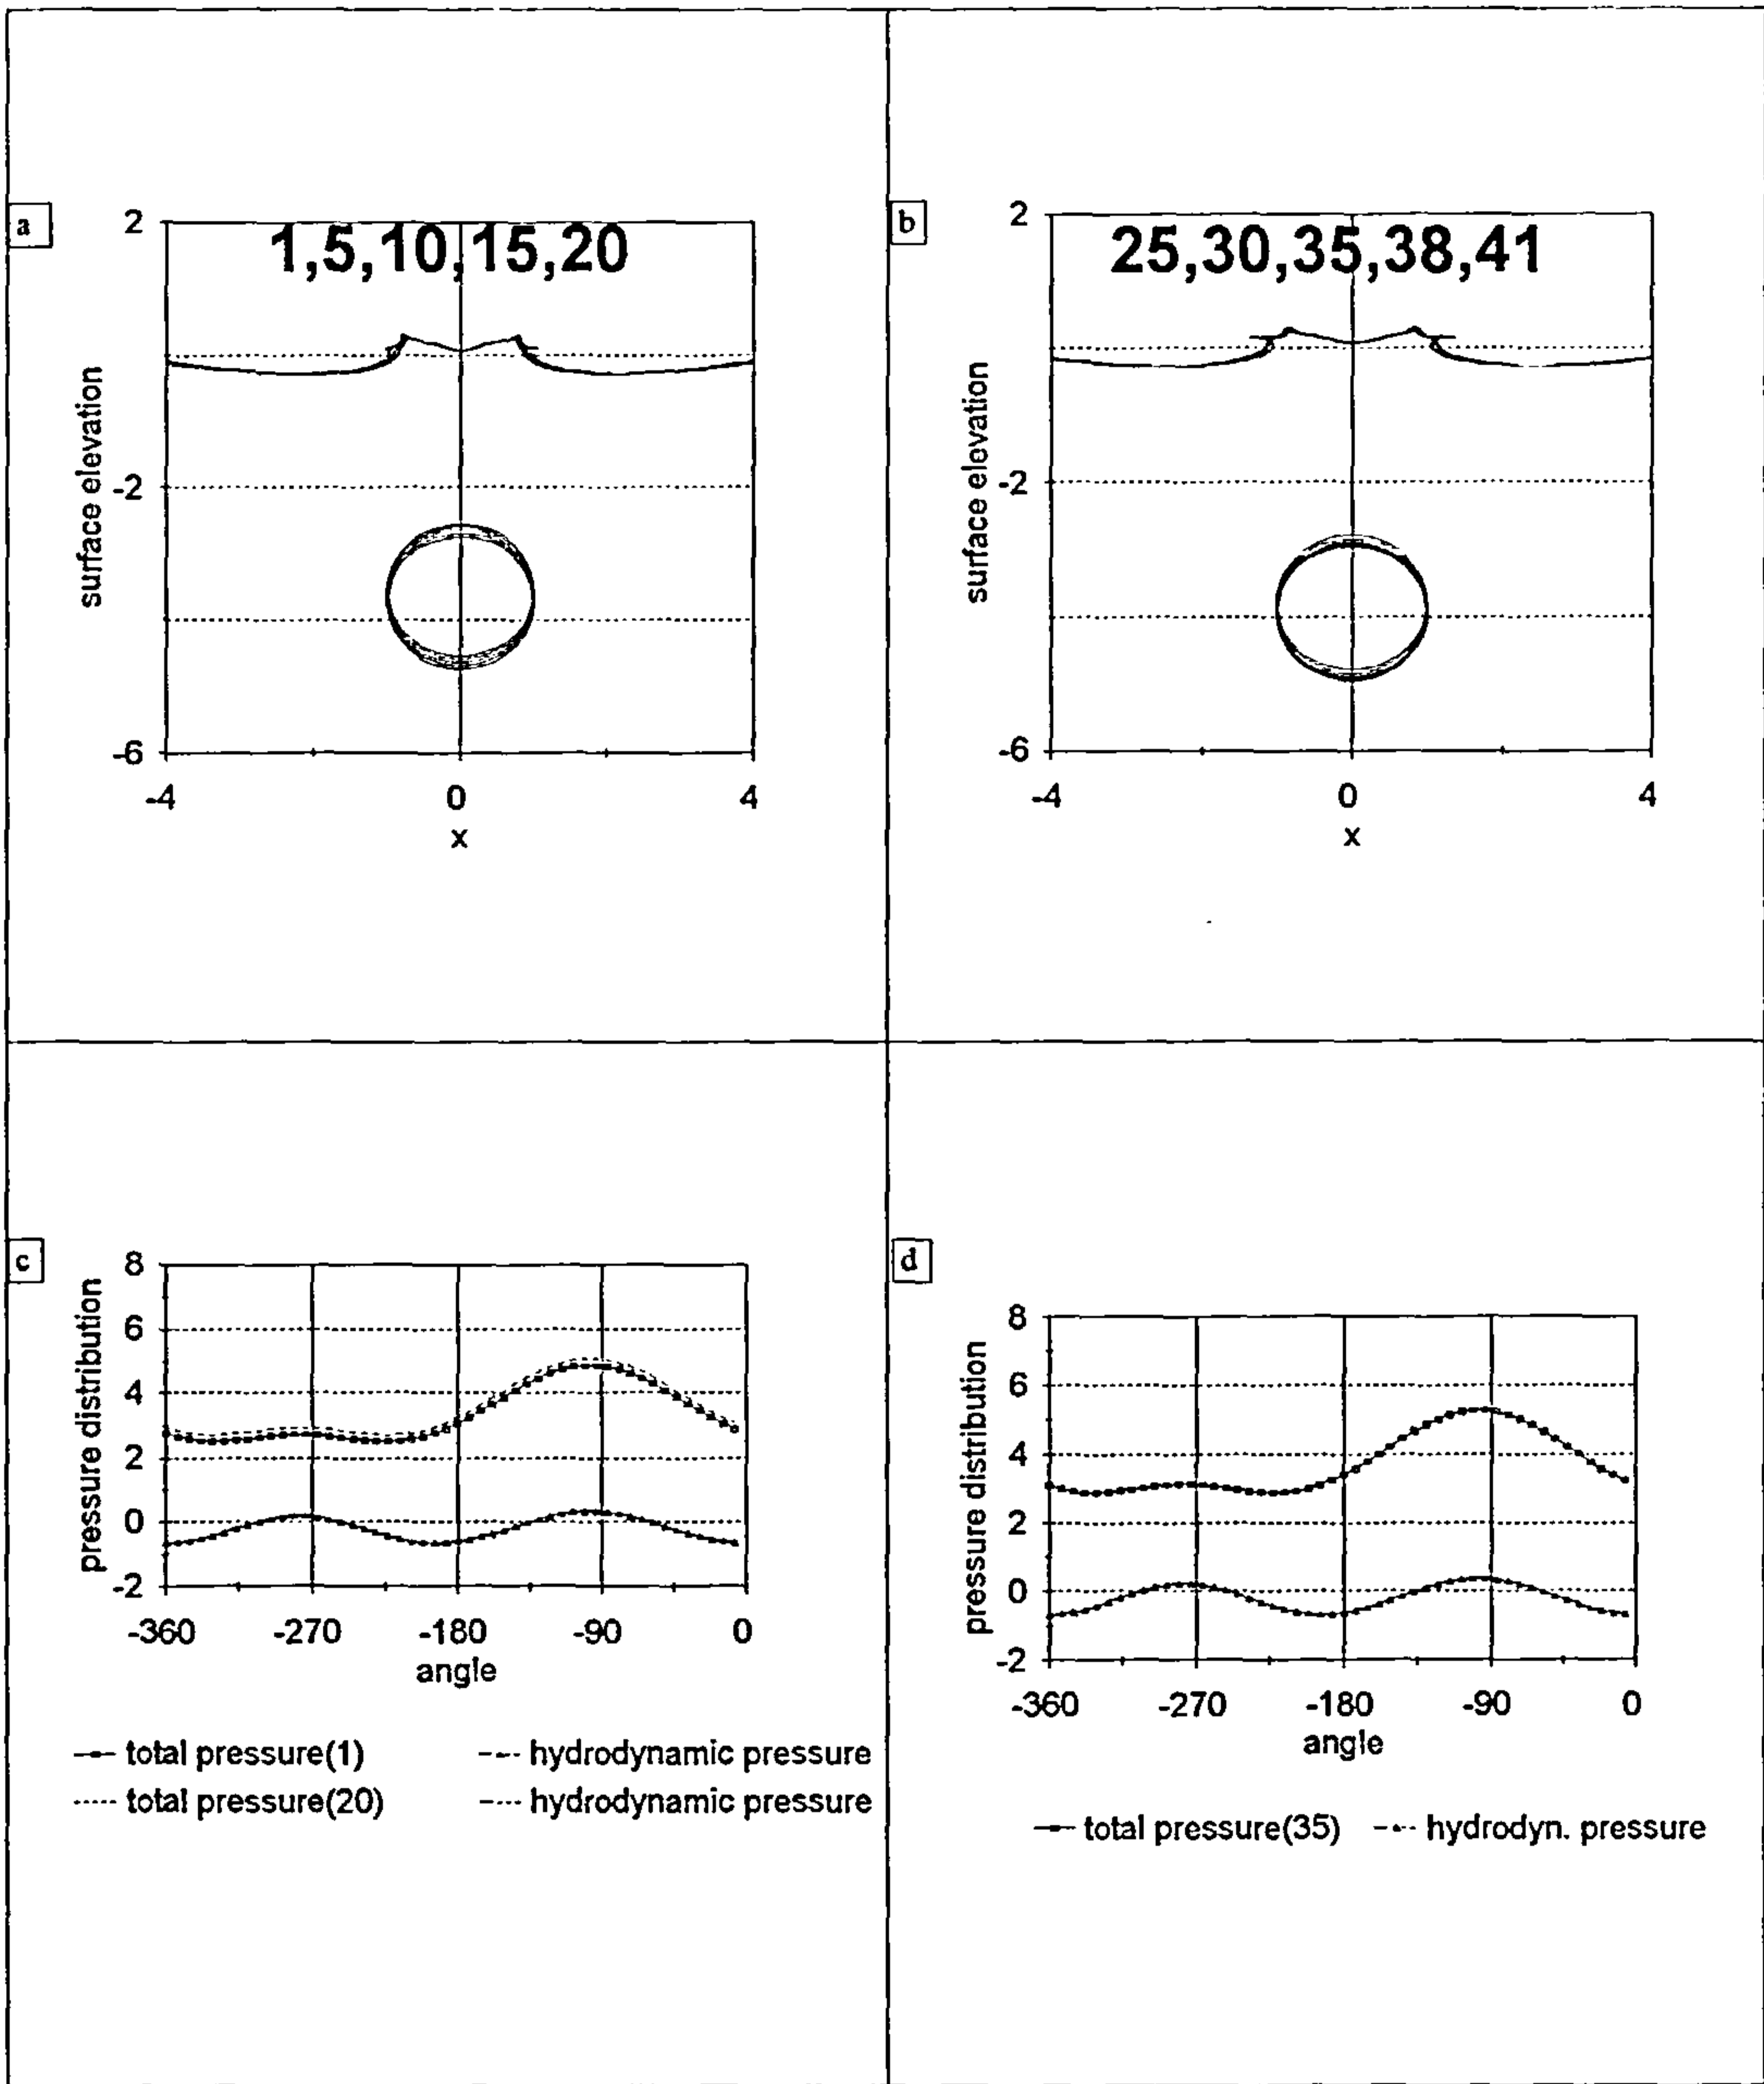 a
2
1,5,10,15,20
surface elevation
-2
-6
-4 0 4
x
b
2
25,30,35,38,41
surface elevation
-2
-6
-4 0 4
x
c
8
6
4
2
0
-2
pressure distribution
-360 -270 -180 -90 0
angle
total pressure(1) hydrodynamic pressure
total pressure(20) hydrodynamic pressure
d
8
6
4
2
0
-2
pressure distribution
-360 -270 -180 -90 0
angle
total pressure(35) hydrodyn. pressure